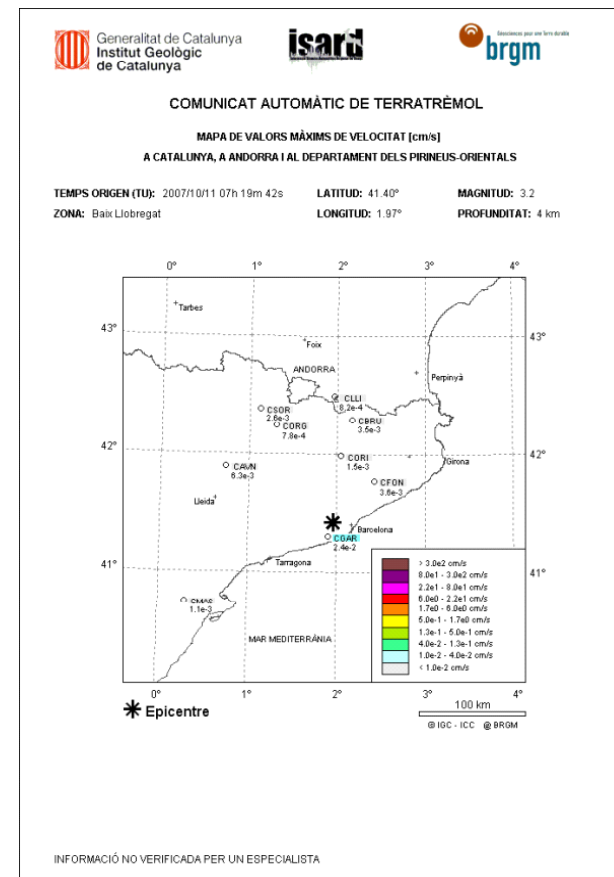 Generalitat de Catalunya
Institut Geològic
de Catalunya
isard
Géosciences pour une Terre durable
brgm
COMUNICAT AUTOMÀTIC DE TERRATRÈMOL
MAPA DE VALORS MÀXIMS DE VELOCITAT [cm/s]
A CATALUNYA, A ANDORRA I AL DEPARTAMENT DELS PIRINEUS-ORIENTALS
TEMPS ORIGEN (TU): 2007/10/11 07h 19m 42s LATITUD: 41.40° MAGNITUD: 3.2
ZONA: Baix Llobregat LONGITUD: 1.97° PROFUNDITAT: 4 km
0° 1° 2° 3° 4°
Tarbes
43° 43°
Foix
ANDORRA
Perpinyà
CLLI
8.2e-4
CSOR
2.6e-3
CORG
7.8e-4
CBRU
3.5e-3
42° 42°
CORI
1.5e-3
Girona
CAVN
6.3e-3
CFON
3.6e-3
Lleida
Barcelona
CGAR
2.4e-2
Tarragona
41° 41°
CMAS
1.1e-3
MAR MEDITERRÀNIA
> 3.0e2 cm/s
8.0e1 - 3.0e2 cm/s
2.2e1 - 8.0e1 cm/s
6.0e0 - 2.2e1 cm/s
1.7e0 - 6.0e0 cm/s
5.0e-1 - 1.7e0 cm/s
1.3e-1 - 5.0e-1 cm/s
4.0e-2 - 1.3e-1 cm/s
1.0e-2 - 4.0e-2 cm/s
< 1.0e-2 cm/s
0° 1° 2° 3° 4°
Epicentre
100 km
@ IGC - ICC @ BRGM
INFORMACIÓ NO VERIFICADA PER UN ESPECIALISTA